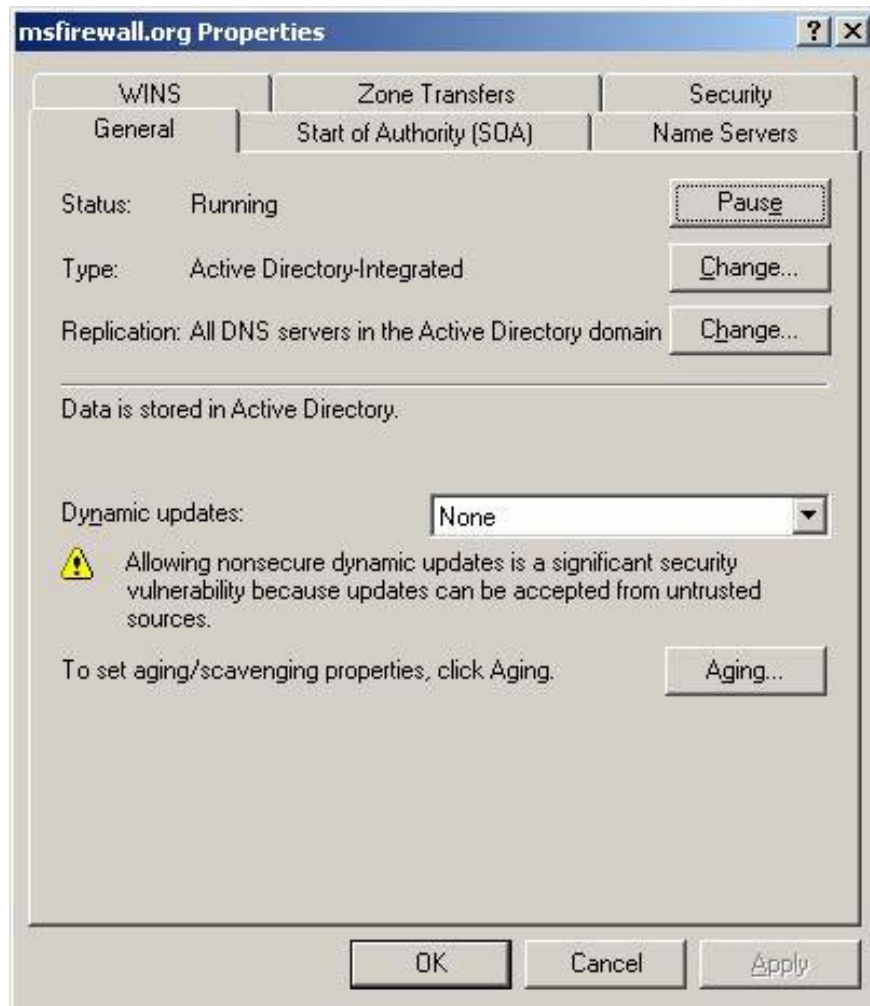 msfirewall.org Properties
WINS Zone Transfers Security
General Start of Authority (SOA) Name Servers
Status: Running Pause
Type: Active Directory-Integrated Change...
Replication: All DNS servers in the Active Directory domain Change...
Data is stored in Active Directory.
Dynamic updates: None
Allowing nonsecure dynamic updates is a significant security
vulnerability because updates can be accepted from untrusted
sources.
To set aging/scavenging properties, click Aging. Aging...
OK Cancel Apply